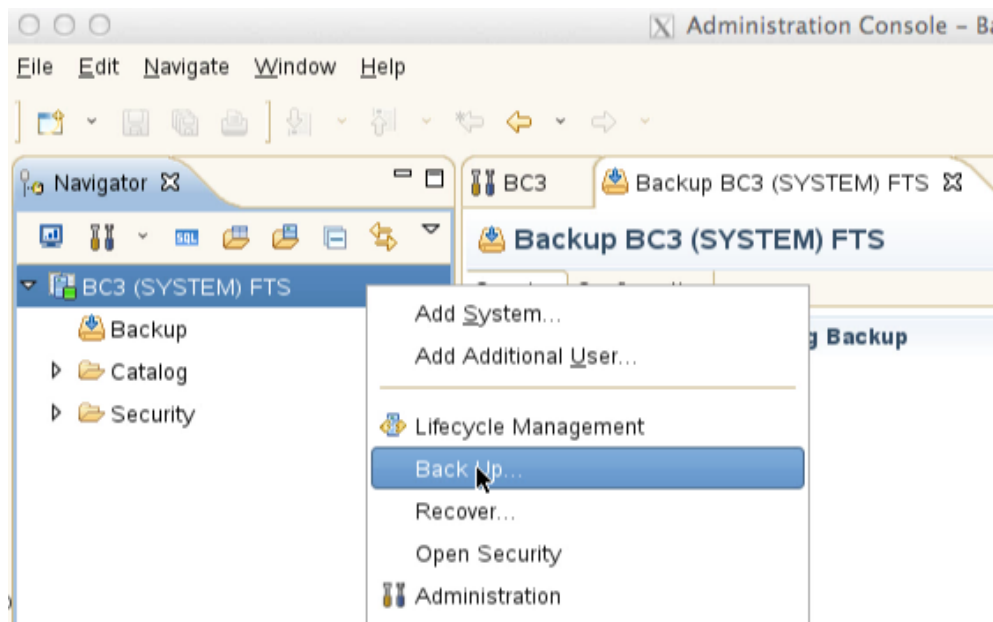 Administration Console – Ba
File Edit Navigate Window Help
Navigator
BC3
Backup BC3 (SYSTEM) FTS
SQL
Backup BC3 (SYSTEM) FTS
BC3 (SYSTEM) FTS
Add System...
Backup
g Backup
Add Additional User...
Catalog
Security
Lifecycle Management
Back Up...
Recover...
Open Security
Administration